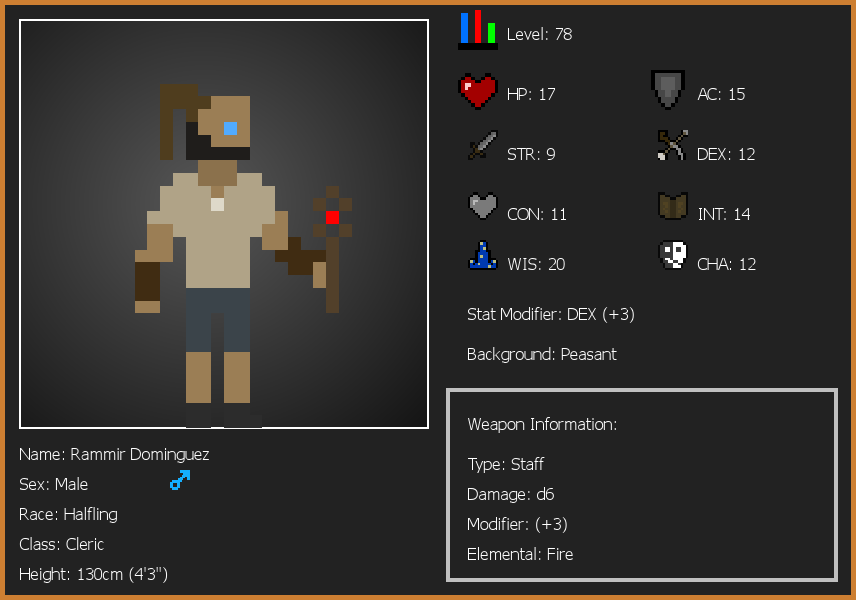 Level: 78
HP: 17
AC: 15
STR: 9
DEX: 12
CON: 11
INT: 14
WIS: 20
CHA: 12
Stat Modifier: DEX (+3)
Background: Peasant
Weapon Information:
Type: Staff
Damage: d6
Modifier: (+3)
Elemental: Fire
Name: Rammir Dominguez
Sex: Male
Race: Halfling
Class: Cleric
Height: 130cm (4'3")